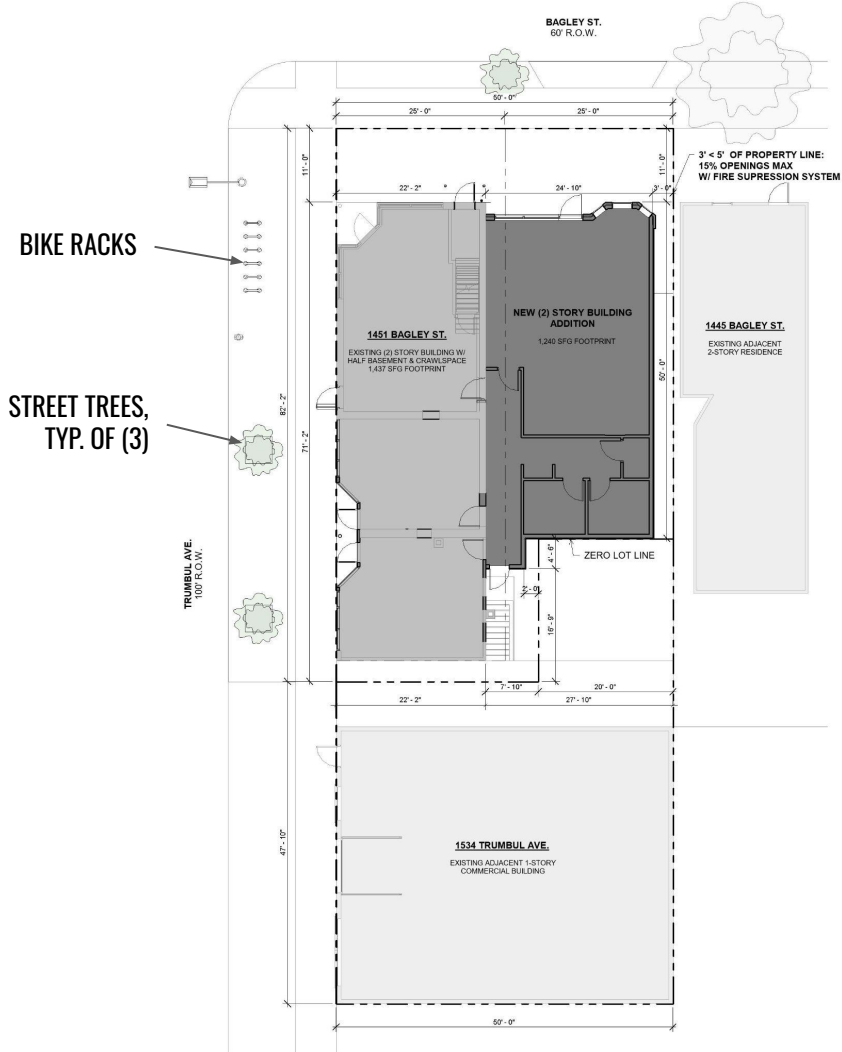 BAGLEY ST.
60' R.O.W.
50' - 0"
25' - 0"
25' - 0"
11' - 0"
11' - 0"
3' < 5' OF PROPERTY LINE:
15% OPENINGS MAX
W/ FIRE SUPRESSION SYSTEM
22' - 2"
24' - 10"
3' - 0"
BIKE RACKS
NEW (2) STORY BUILDING
ADDITION
1,240 SFG FOOTPRINT
1451 BAGLEY ST.
EXISTING (2) STORY BUILDING W/
HALF BASEMENT & CRAWLSPACE
1,437 SFG FOOTPRINT
1445 BAGLEY ST.
EXISTING ADJACENT
2-STORY RESIDENCE
50' - 0"
82' - 2"
71' - 2"
STREET TREES,
TYP. OF (3)
TRUMBUL AVE.
100' R.O.W.
ZERO LOT LINE
4' - 6"
2' - 0"
16' - 9"
7' - 10"
20' - 0"
22' - 2"
27' - 10"
47' - 10"
1534 TRUMBUL AVE.
EXISTING ADJACENT 1-STORY
COMMERCIAL BUILDING
50' - 0"